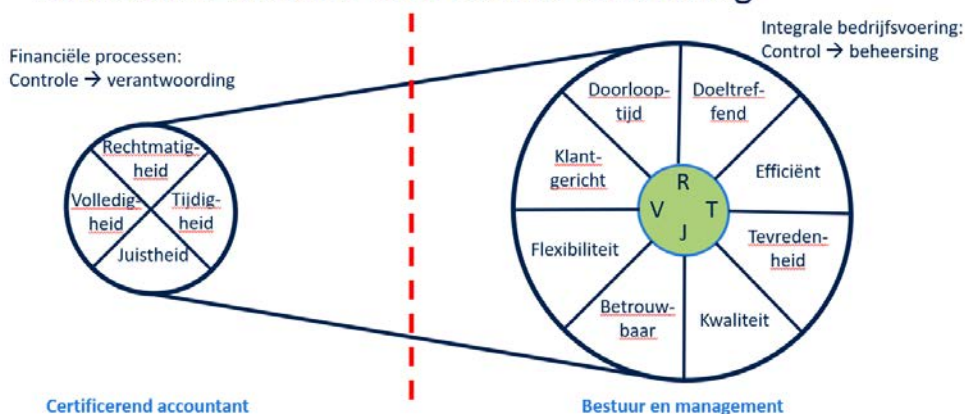 Financiële processen:
Controle → verantwoording
Integrale bedrijfsvoering:
Control → beheersing
Rechtmatig-
heid
Volledig-
heid
Tijdig-
heid
Juistheid
Doorloop-
tijd
Doeltref-
fend
Klant-
gericht
Efficiënt
R
V T
J
Flexibiliteit
Tevreden-
heid
Betrouw-
baar
Kwaliteit
Certificerend accountant
Bestuur en management